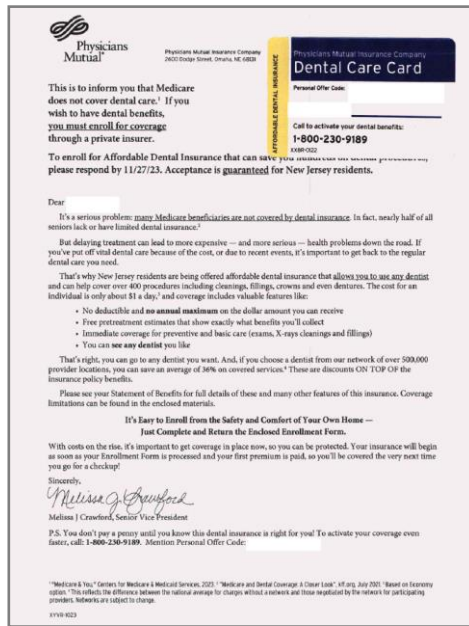 Physicians
Mutual®
Physicians Mutual Insurance Company
2600 Dodge Street, Omaha, NE 68131
Physicians Mutual Insurance Company
Dental Care Card
Personal Offer Code:
AFFORDABLE DENTAL INSURANCE
Call to activate your dental benefits:
1-800-230-9189
This is to inform you that Medicare
does not cover dental care.¹ If you
wish to have dental benefits,
you must enroll for coverage
through a private insurer.
To enroll for Affordable Dental Insurance that can save you hundreds on dental procedures,
please respond by 11/27/23. Acceptance is guaranteed for New Jersey residents.
Dear
It's a serious problem: many Medicare beneficiaries are not covered by dental insurance. In fact, nearly half of all
seniors lack or have limited dental insurance.²
But delaying treatment can lead to more expensive — and more serious — health problems down the road. If
you've put off vital dental care because of the cost, or due to recent events, it's important to get back to the regular
dental care you need.
That's why New Jersey residents are being offered affordable dental insurance that allows you to use any dentist
and can help cover over 400 procedures including cleanings, fillings, crowns and even dentures. The cost for an
individual is only about $1 a day,³ and coverage includes valuable features like:
• No deductible and no annual maximum on the dollar amount you can receive
• Free pretreatment estimates that show exactly what benefits you'll collect
• Immediate coverage for preventive and basic care (exams, X-rays cleanings and fillings)
• You can see any dentist you like
That's right, you can go to any dentist you want. And, if you choose a dentist from our network of over 500,000
provider locations, you can save an average of 36% on covered services.⁴ These are discounts ON TOP OF the
insurance policy benefits.
Please see your Statement of Benefits for full details of these and many other features of this insurance. Coverage
limitations can be found in the enclosed materials.
It's Easy to Enroll from the Safety and Comfort of Your Own Home —
Just Complete and Return the Enclosed Enrollment Form.
With costs on the rise, it's important to get coverage in place now, so you can be protected. Your insurance will begin
as soon as your Enrollment Form is processed and your first premium is paid, so you'll be covered the very next time
you go for a checkup!
Sincerely,
Melissa J Crawford
Melissa J Crawford, Senior Vice President
P.S. You don't pay a penny until you know this dental insurance is right for you! To activate your coverage even
faster, call: 1-800-230-9189. Mention Personal Offer Code:
¹"Medicare & You," Centers for Medicare & Medicaid Services, 2023. ² "Medicare and Dental Coverage: A Closer Look", kff.org, July 2021. ³Based on Economy
option. ⁴This reflects the difference between the national average for charges without a network and those negotiated by the network for participating
providers. Networks are subject to change.